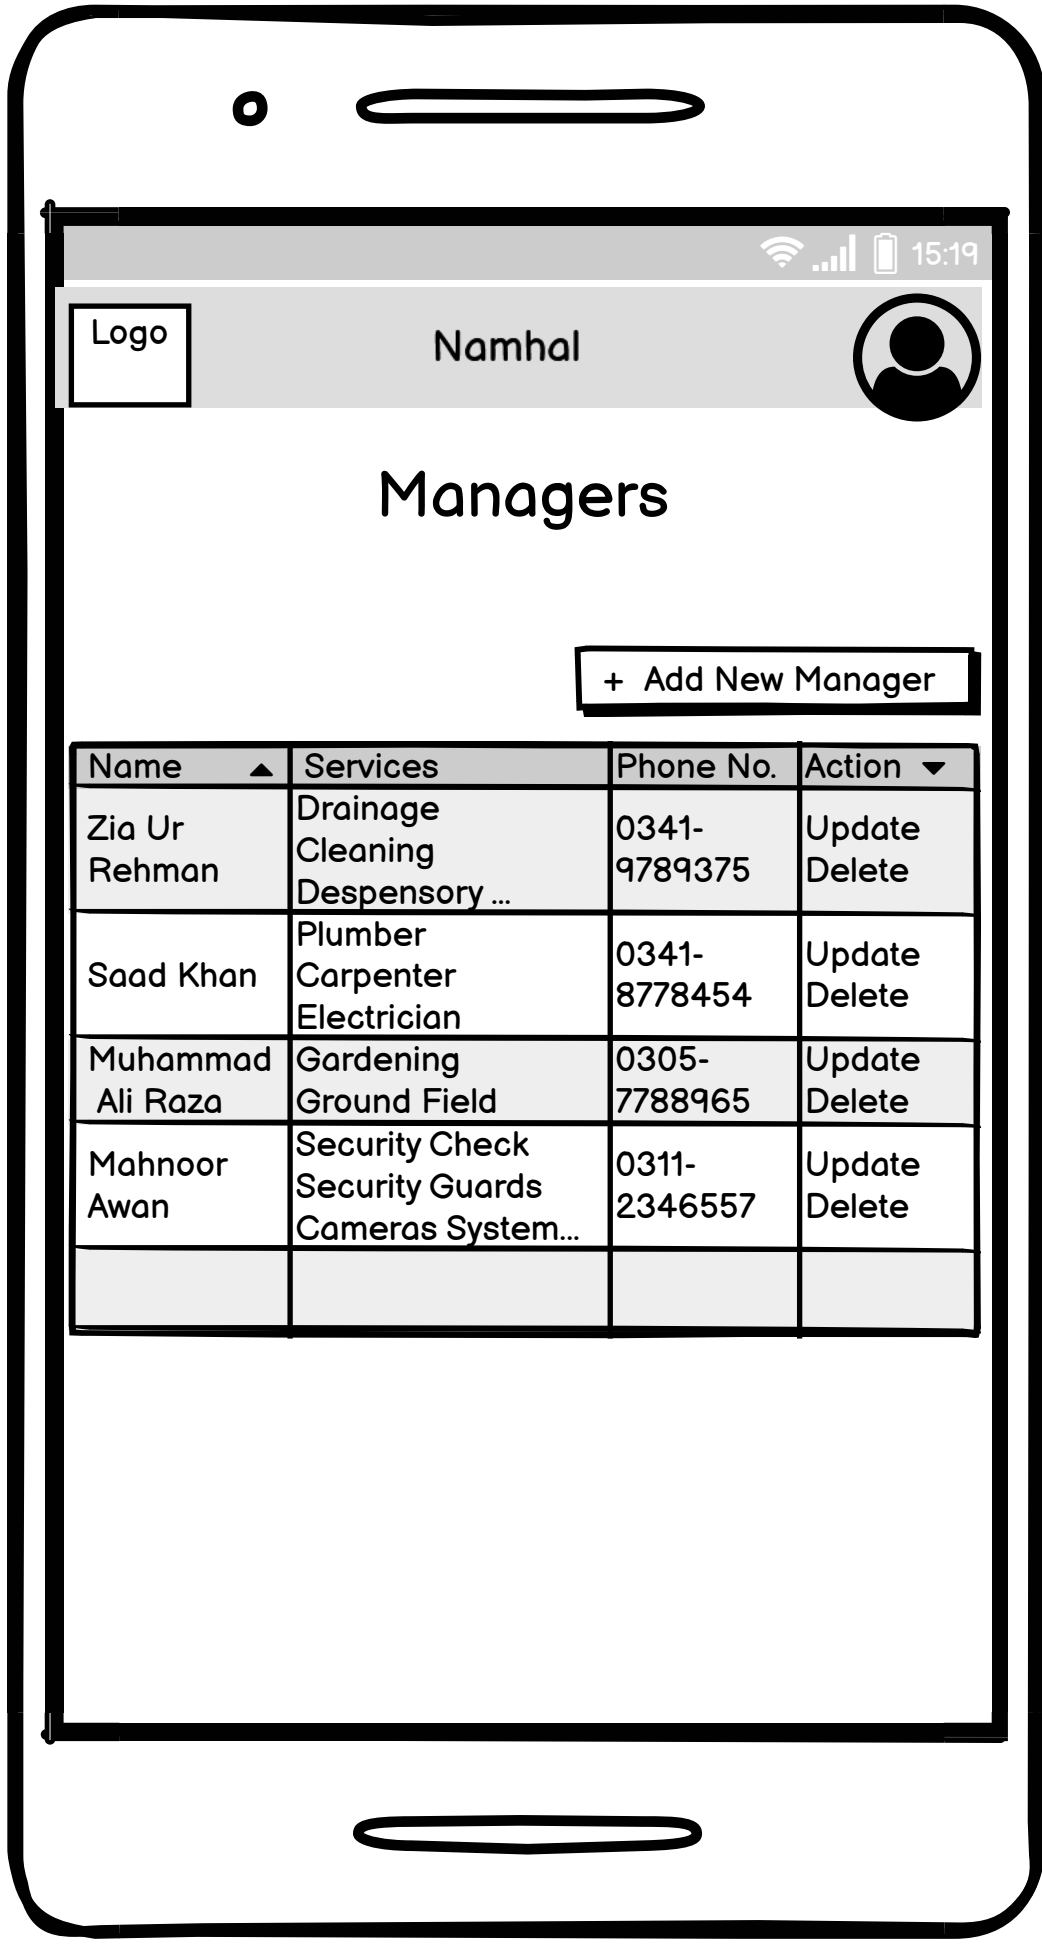 15:19
Logo
Namhal
Managers
+ Add New Manager
Name ▲ Services Phone No. Action ▼
Zia Ur
Rehman
Drainage
Cleaning
Despensory ...
0341-
9789375
Update
Delete
Saad Khan
Plumber
Carpenter
Electrician
0341-
8778454
Update
Delete
Muhammad
Ali Raza
Gardening
Ground Field
0305-
7788965
Update
Delete
Mahnoor
Awan
Security Check
Security Guards
Cameras System...
0311-
2346557
Update
Delete